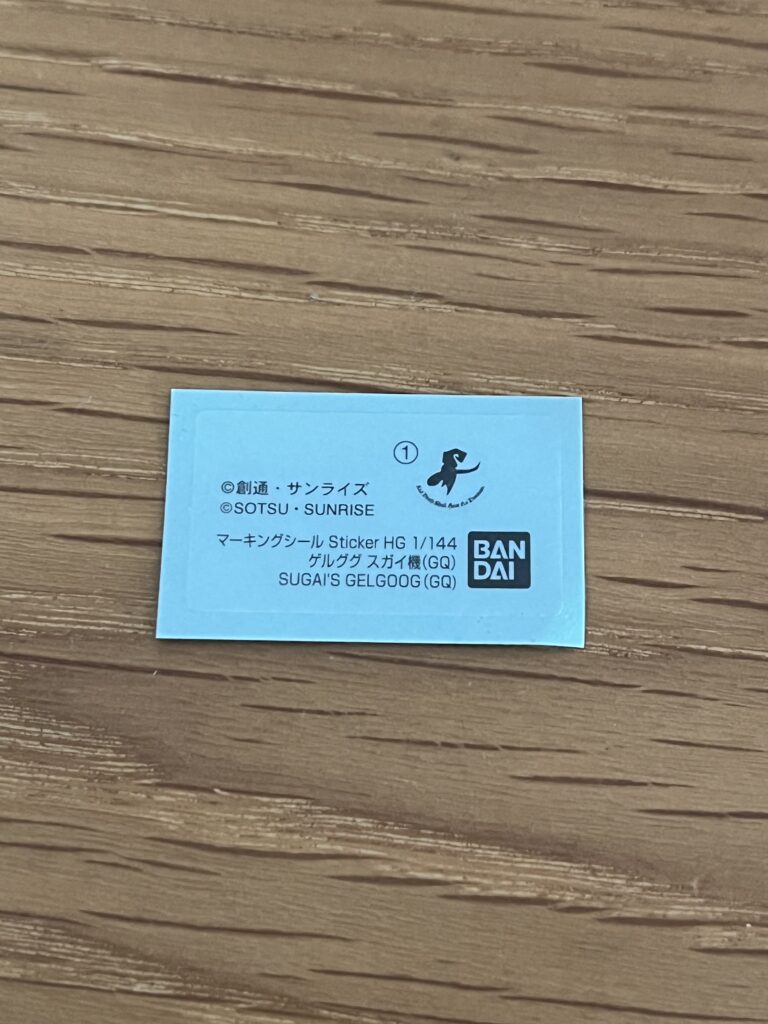 ①
©創通・サンライズ
©SOTSU・SUNRISE
マーキングシール Sticker HG 1/144
ゲルググ スガイ機(GQ)
SUGAI'S GELGOOG(GQ)
BAN
DAI